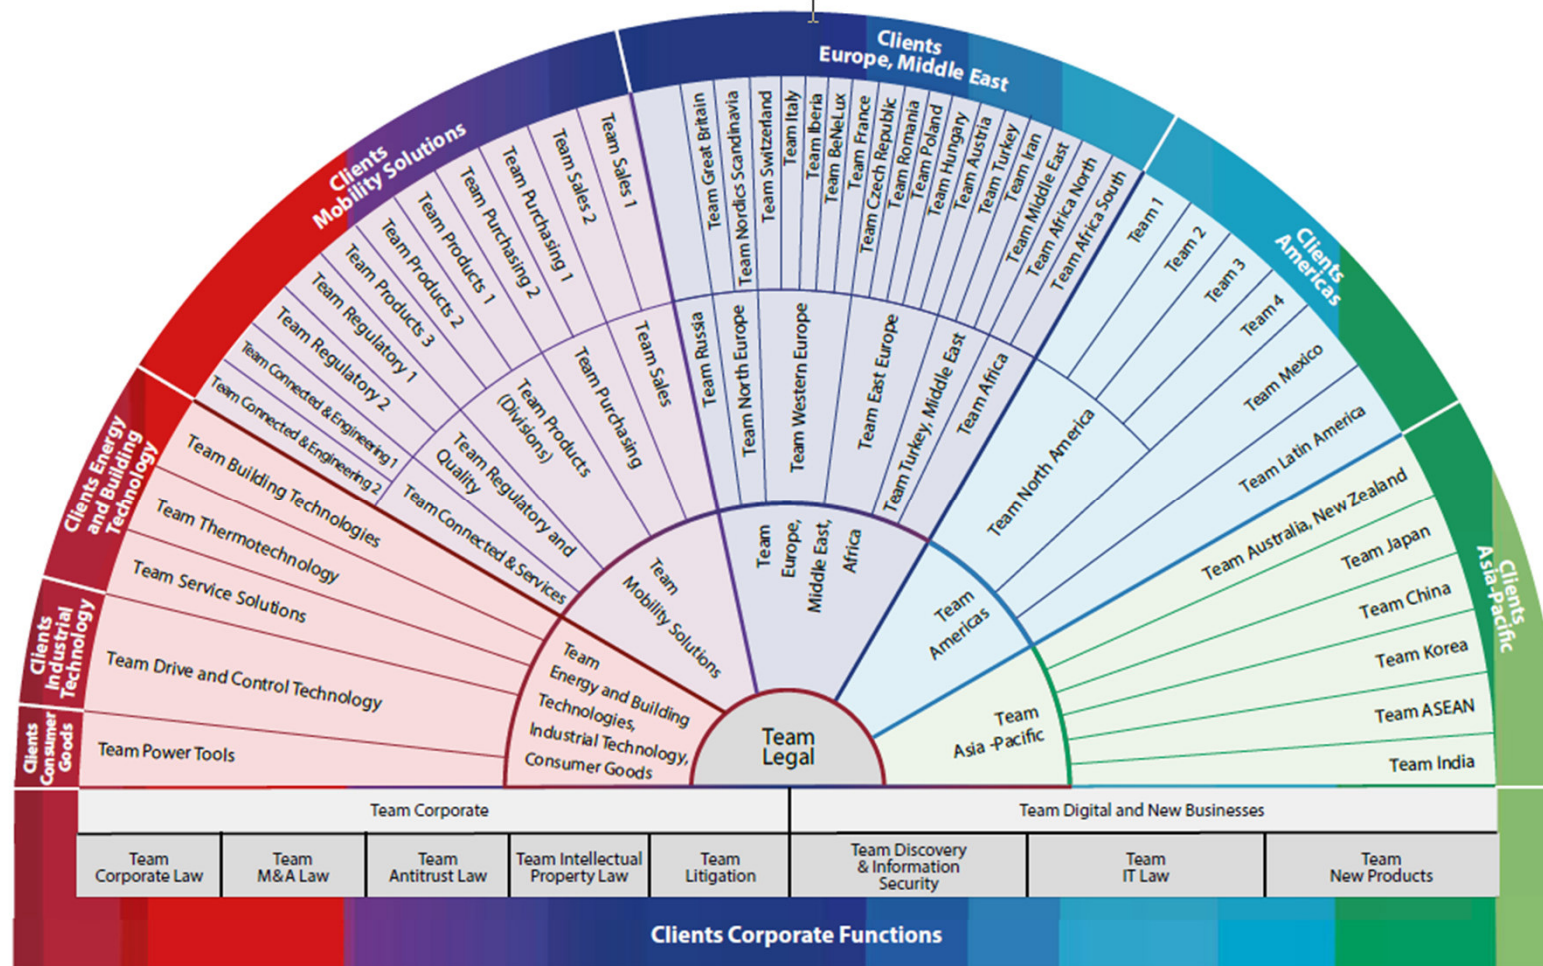 Clients
Europe, Middle East
Clients
Mobility Solutions
Clients
Americas
Clients Energy
and Building
Technology
Clients
Industrial
Technology
Clients
Consumer
Goods
Clients
Asia-Pacific
Team Power Tools
Team Drive and Control Technology
Team Service Solutions
Team Thermotechnology
Team Building Technologies
Team Connected & Engineering 2
Team Connected & Engineering 1
Team Regulatory 2
Team Regulatory 1
Team Products 3
Team Products 2
Team Products 1
Team Purchasing 2
Team Purchasing 1
Team Sales 2
Team Sales 1
Team Connected & Services
Team Regulatory and
Quality
Team Products
(Divisions)
Team Purchasing
Team Sales
Team Great Britain
Team Nordics Scandinavia
Team Switzerland
Team Italy
Team Iberia
Team BeNeLux
Team France
Team Czech Republic
Team Romania
Team Poland
Team Hungary
Team Austria
Team Turkey
Team Iran
Team Middle East
Team Africa North
Team Africa South
Team Russia
Team North Europe
Team Western Europe
Team East Europe
Team Turkey, Middle East
Team Africa
Team 1
Team 2
Team 3
Team 4
Team Mexico
Team Latin America
Team North America
Team Australia, New Zealand
Team Japan
Team China
Team Korea
Team ASEAN
Team India
Team
Energy and Building
Technologies,
Industrial Technology,
Consumer Goods
Team
Mobility Solutions
Team
Europe,
Middle East,
Africa
Team
Americas
Team
Asia -Pacific
Team
Legal
Team Corporate
Team Digital and New Businesses
Team
Corporate Law
Team
M&A Law
Team
Antitrust Law
Team Intellectual
Property Law
Team
Litigation
Team Discovery
& Information
Security
Team
IT Law
Team
New Products
Clients Corporate Functions